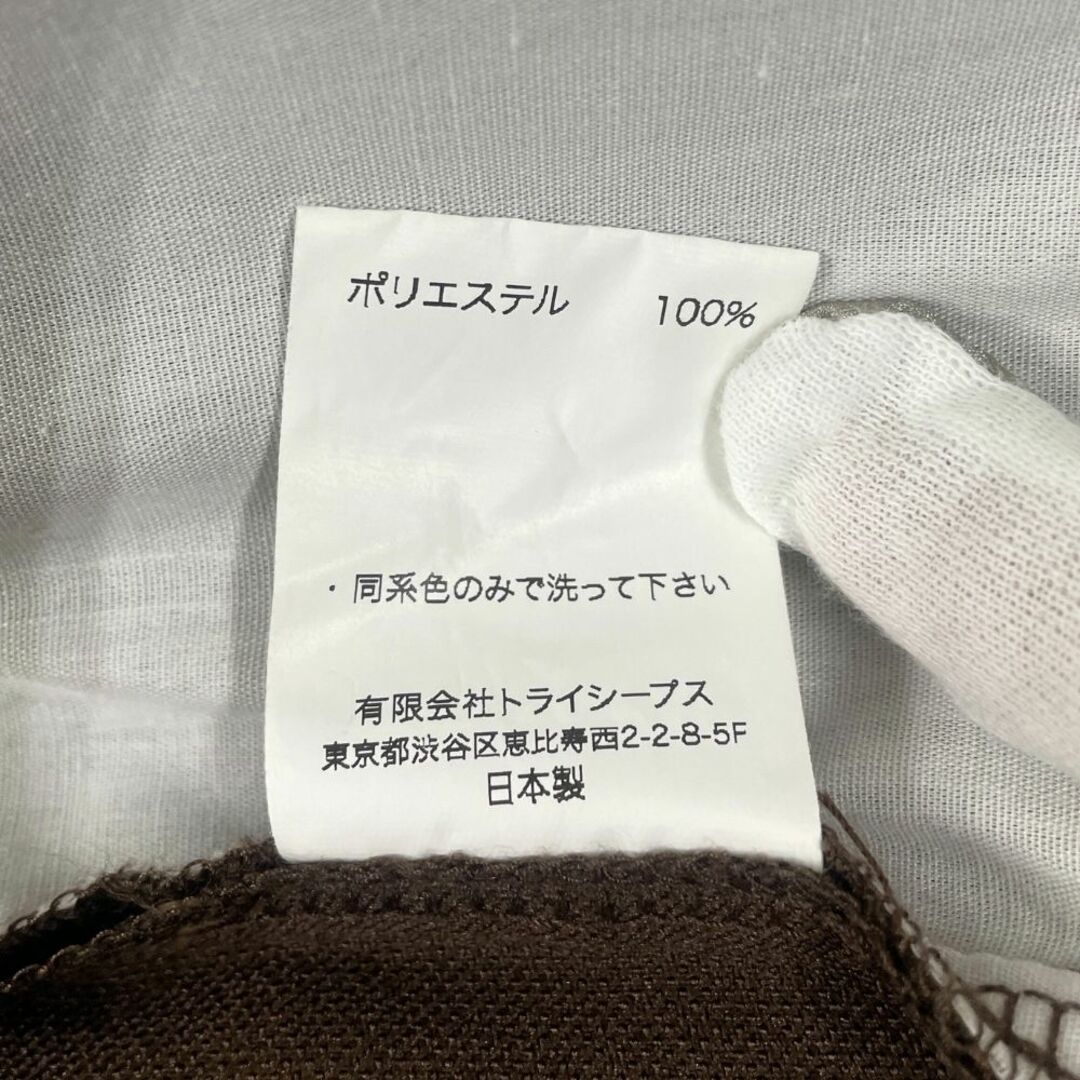 ポリエステル 100%
・同系色のみで洗って下さい
有限会社トライシープス
東京都渋谷区恵比寿西2-2-8-5F
日本製